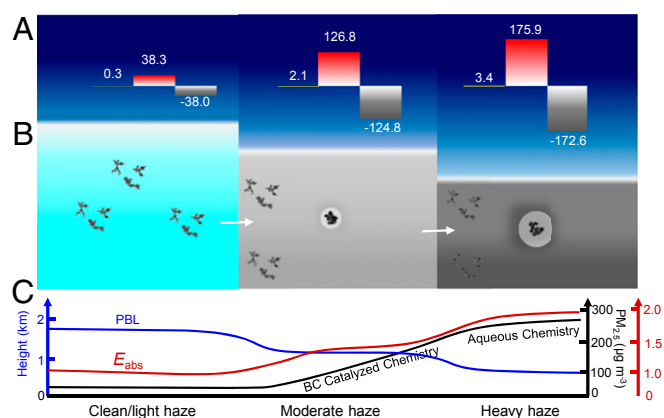 A
0.3
38.3
-38.0
2.1
126.8
-124.8
3.4
175.9
-172.6
B
C
Height (km)
2
1
0
PBL
Eabs
BC Catalyzed Chemistry
Aqueous Chemistry
300
200
100
0
PM2.5 (µg m-3)
2.0
1.5
1.0
0
Clean/light haze
Moderate haze
Heavy haze